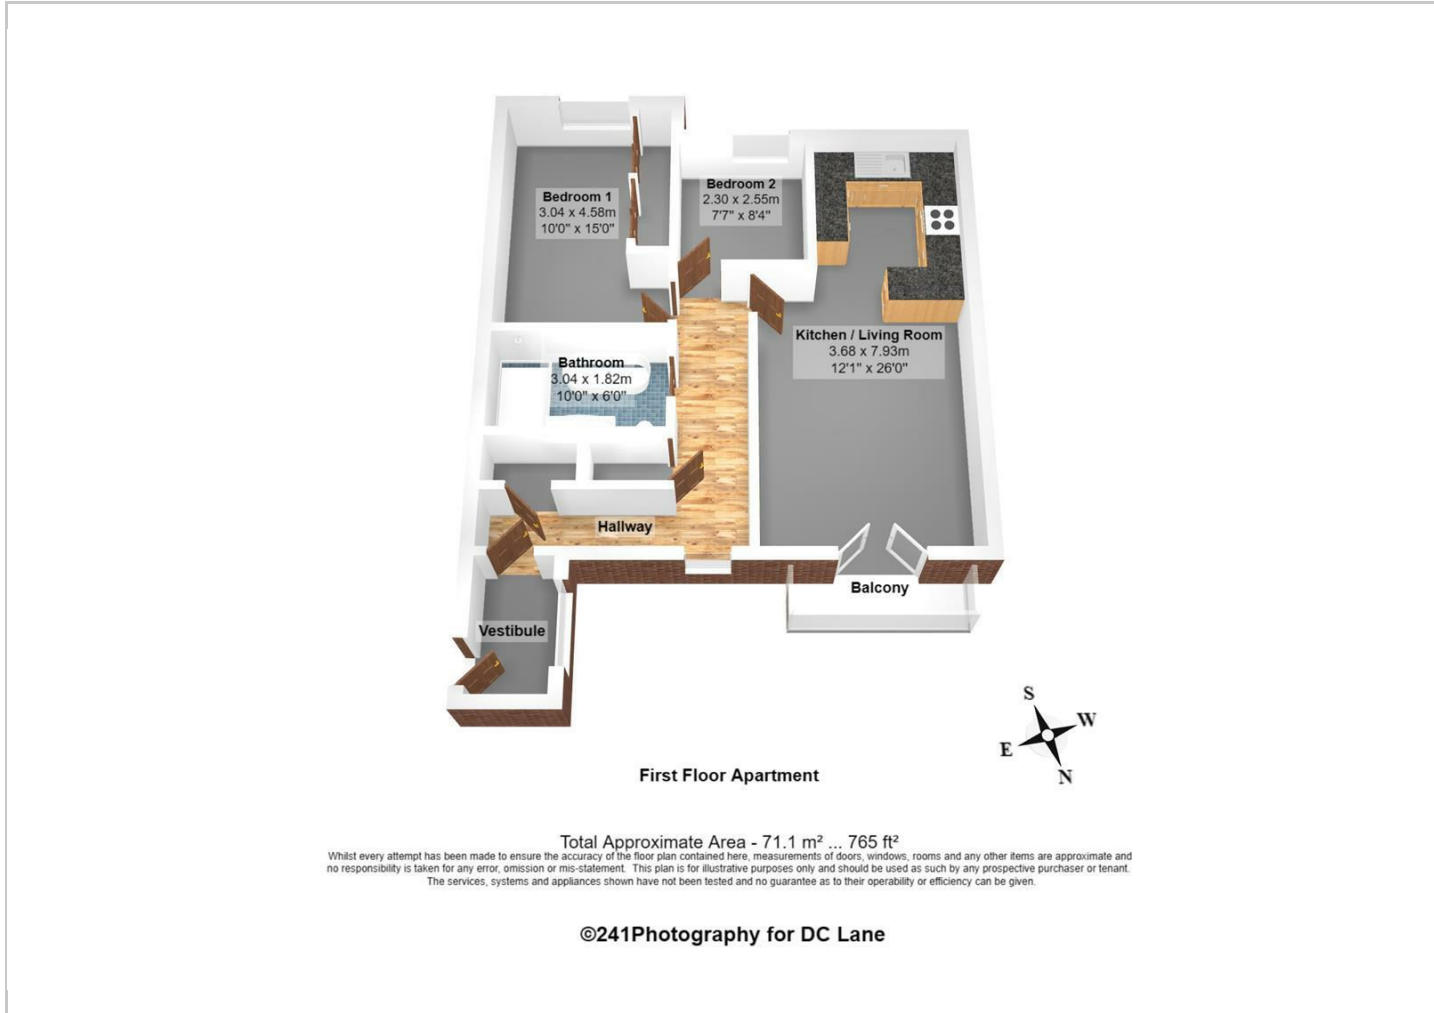 Bedroom 1
3.04 x 4.58m
10'0" x 15'0"
Bedroom 2
2.30 x 2.55m
7'7" x 8'4"
Kitchen / Living Room
3.68 x 7.93m
12'1" x 26'0"
Bathroom
3.04 x 1.82m
10'0" x 6'0"
Hallway
Balcony
Vestibule
S
W
E
N
First Floor Apartment
Total Approximate Area - 71.1 m² ... 765 ft²
Whilst every attempt has been made to ensure the accuracy of the floor plan contained here, measurements of doors, windows, rooms and any other items are approximate and
no responsibility is taken for any error, omission or mis-statement. This plan is for illustrative purposes only and should be used as such by any prospective purchaser or tenant.
The services, systems and appliances shown have not been tested and no guarantee as to their operability or efficiency can be given.
©241Photography for DC Lane